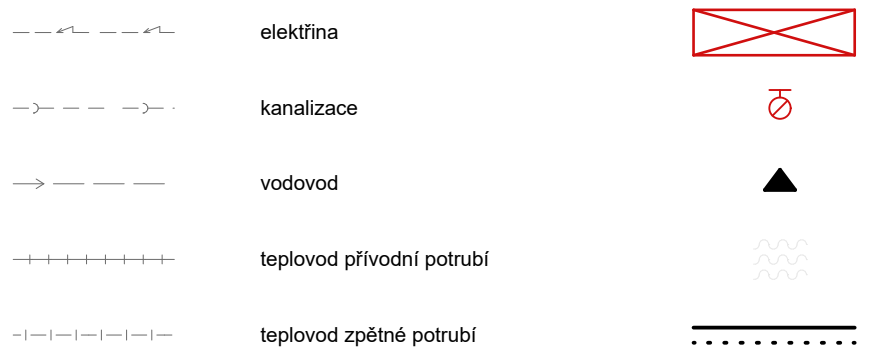 elektřina
kanalizace
vodovod
teplovod přívodní potrubí
teplovod zpětné potrubí